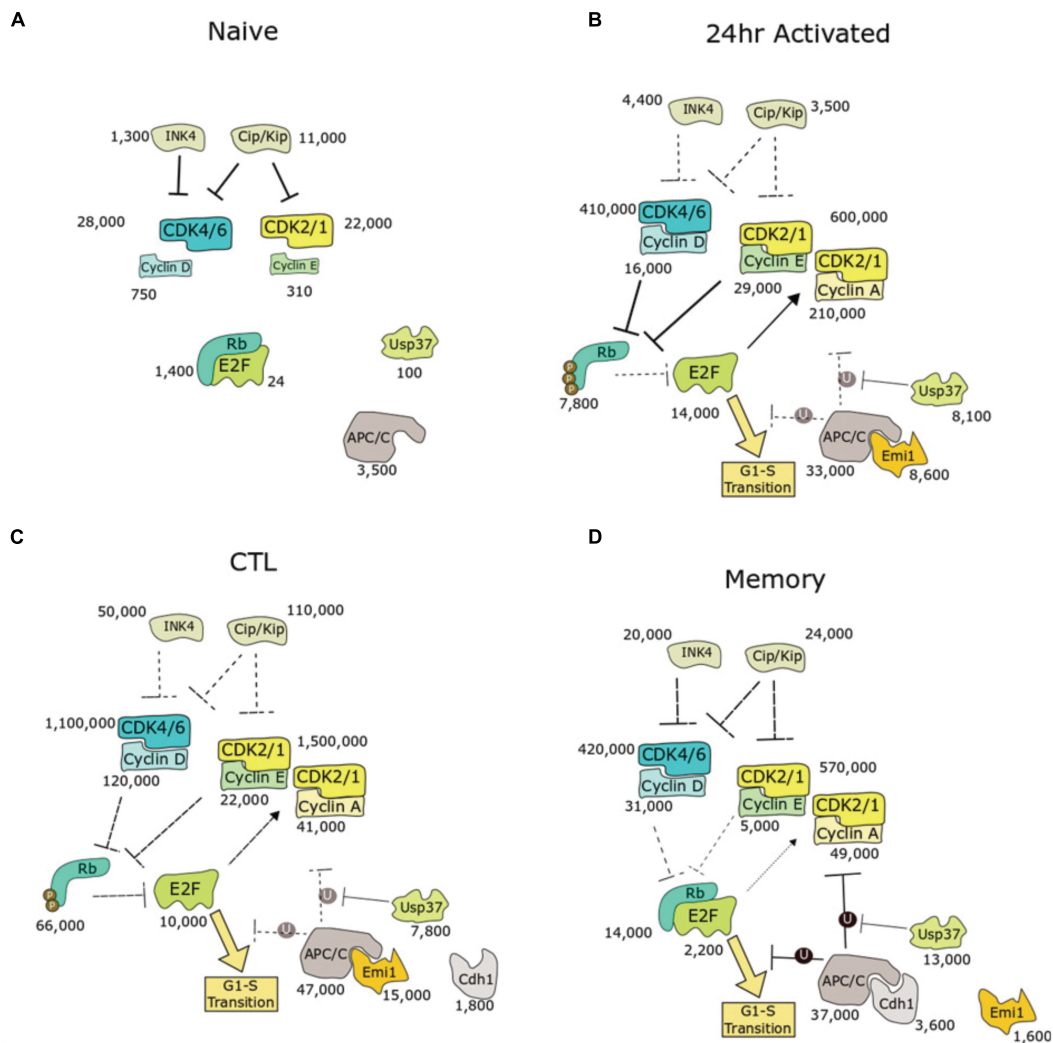 A
Naive
1,300
INK4
Cip/Kip
11,000
28,000
CDK4/6
CDK2/1
22,000
Cyclin D
Cyclin E
750
310
Rb
E2F
1,400
24
Usp37
100
APC/C
3,500
B
24hr Activated
4,400
INK4
Cip/Kip
3,500
410,000
CDK4/6
Cyclin D
16,000
600,000
CDK2/1
Cyclin E
29,000
CDK2/1
Cyclin A
210,000
Rb
P
P
P
7,800
E2F
14,000
U
Usp37
8,100
U
APC/C
Emi1
33,000
8,600
G1-S
Transition
C
CTL
50,000
INK4
Cip/Kip
110,000
1,100,000
CDK4/6
Cyclin D
120,000
1,500,000
CDK2/1
Cyclin E
22,000
CDK2/1
Cyclin A
41,000
Rb
P
P
66,000
E2F
10,000
U
Usp37
7,800
U
APC/C
Emi1
47,000
15,000
Cdh1
1,800
G1-S
Transition
D
Memory
20,000
INK4
Cip/Kip
24,000
420,000
CDK4/6
Cyclin D
31,000
570,000
CDK2/1
Cyclin E
5,000
CDK2/1
Cyclin A
49,000
Rb
E2F
14,000
2,200
U
Usp37
13,000
U
APC/C
Cdh1
37,000
3,600
Emi1
1,600
G1-S
Transition